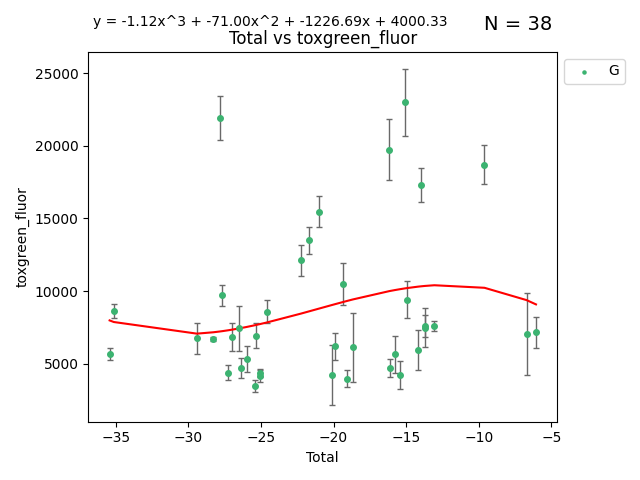 y = -1.12x^3 + -71.00x^2 + -1226.69x + 4000.33
N = 38
Total vs toxgreen_fluor
G
toxgreen_fluor
25000
20000
15000
10000
5000
−35 −30 −25 −20 −15 −10 −5
Total